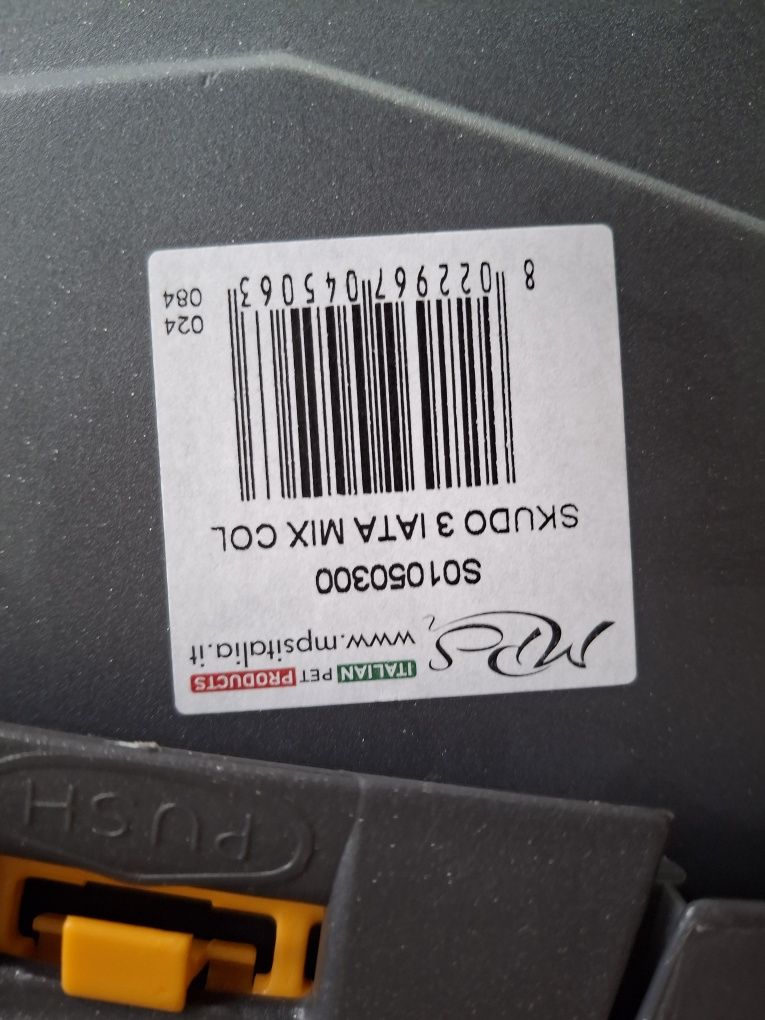 PUSH
ITALIAN PET PRODUCTS
MPS 2 www.mpsitalia.it
S01050300
SKUDO 3 IATA MIX COL
024
084
8 022967 045063